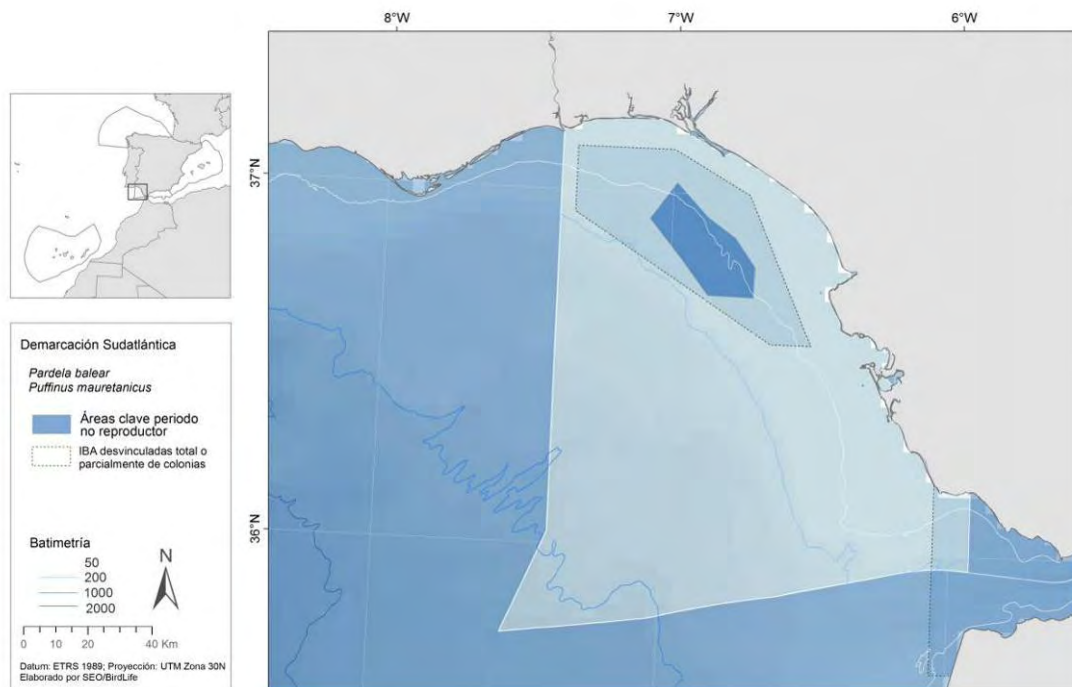 8°W
7°W
6°W
37°N
36°N
Demarcación Sudatlántica
Pardela balear
Puffinus mauretanicus
Áreas clave periodo
no reproductor
IBA desvinculadas total o
parcialmente de colonias
Batimetría
50
200
1000
2000
N
0 10 20 40 Km
Datum: ETRS 1989; Proyección: UTM Zona 30N
Elaborado por SEO/BirdLife